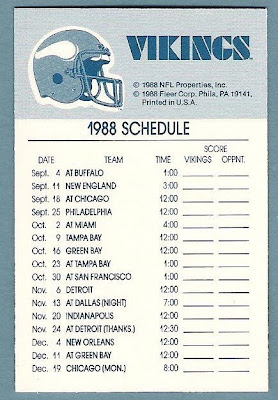 VIKINGS
© 1988 NFL Properties, Inc.
© 1988 Fleer Corp. Phila, PA 19141,
Printed in U.S.A.
1988 SCHEDULE
SCORE
DATE TEAM TIME VIKINGS OPPNT.
Sept. 4 AT BUFFALO 1:00
Sept. 11 NEW ENGLAND 3:00
Sept. 18 AT CHICAGO 12:00
Sept. 25 PHILADELPHIA 12:00
Oct. 2 AT MIAMI 4:00
Oct. 9 TAMPA BAY 12:00
Oct. 16 GREEN BAY 12:00
Oct. 23 AT TAMPA BAY 1:00
Oct. 30 AT SAN FRANCISCO 1:00
Nov. 6 DETROIT 12:00
Nov. 13 AT DALLAS (NIGHT) 7:00
Nov. 20 INDIANAPOLIS 12:00
Nov. 24 AT DETROIT (THANKS.) 12:30
Dec. 4 NEW ORLEANS 12:00
Dec. 11 AT GREEN BAY 12:00
Dec. 19 CHICAGO (MON.) 8:00